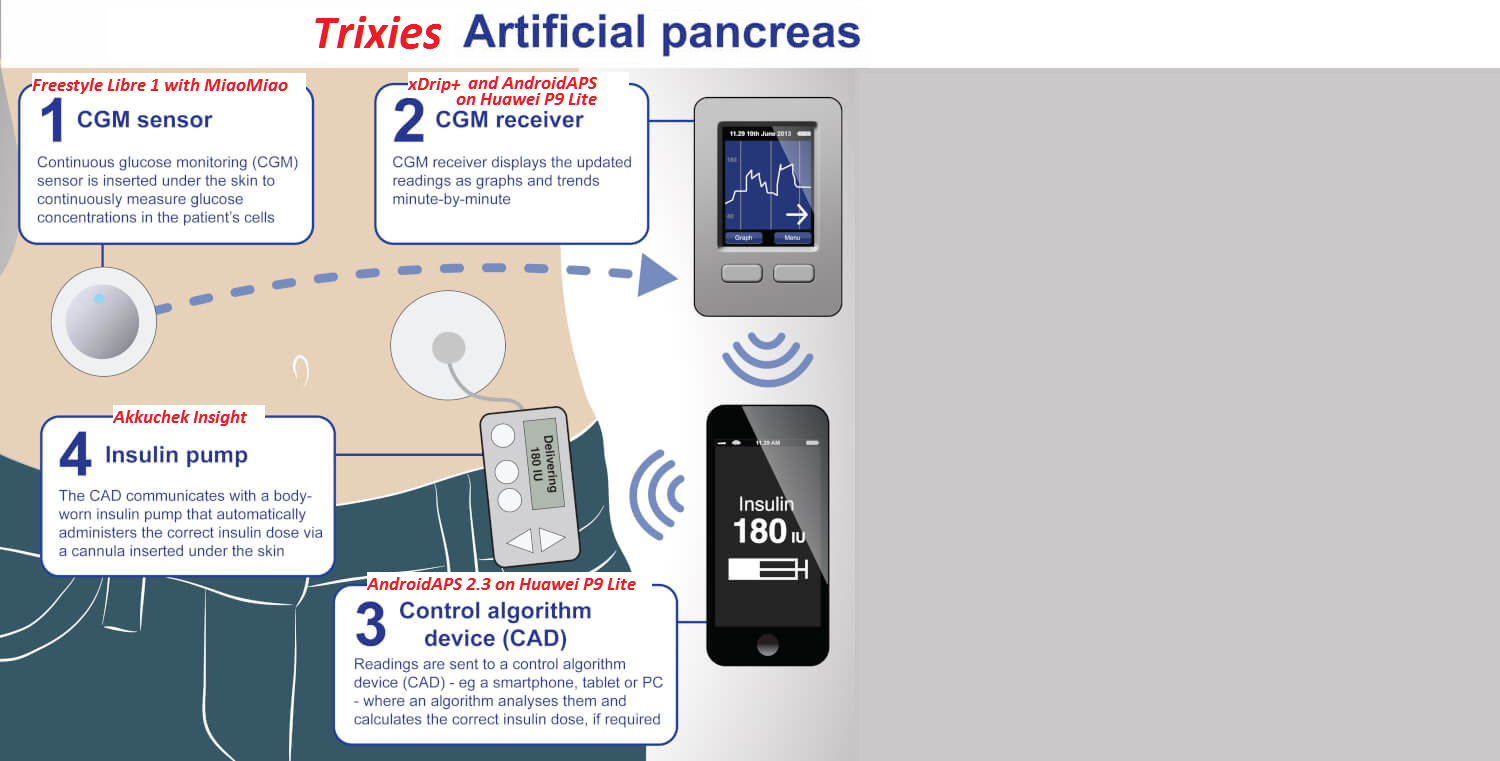 Trixies Artificial pancreas
Freestyle Libre 1 with MiaoMiao
1 CGM sensor
Continuous glucose monitoring (CGM)
sensor is inserted under the skin to
continuously measure glucose
concentrations in the patient's cells
xDrip+ and AndroidAPS
on Huawei P9 Lite
2 CGM receiver
CGM receiver displays the updated
readings as graphs and trends
minute-by-minute
11.29 10th June 2013
160
40
Graph
Menu
Akkuchek Insight
4 Insulin pump
The CAD communicates with a body-
worn insulin pump that automatically
administers the correct insulin dose via
a cannula inserted under the skin
Delivering
180 IU
11.29 AM
Insulin
180 IU
AndroidAPS 2.3 on Huawei P9 Lite
3 Control algorithm
device (CAD)
Readings are sent to a control algorithm
device (CAD) - eg a smartphone, tablet or PC
- where an algorithm analyses them and
calculates the correct insulin dose, if required